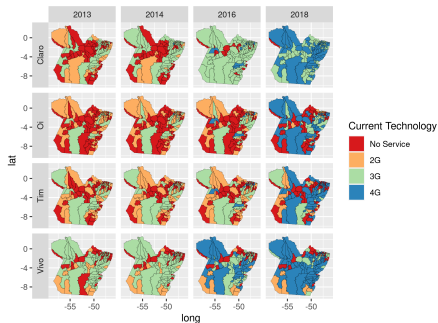 2013 2014 2016 2018
Claro
0
-4
-8
Oi
0
-4
-8
Tim
0
-4
-8
Vivo
0
-4
-8
lat
-55 -50 -55 -50 -55 -50 -55 -50
long
Current Technology
No Service
2G
3G
4G